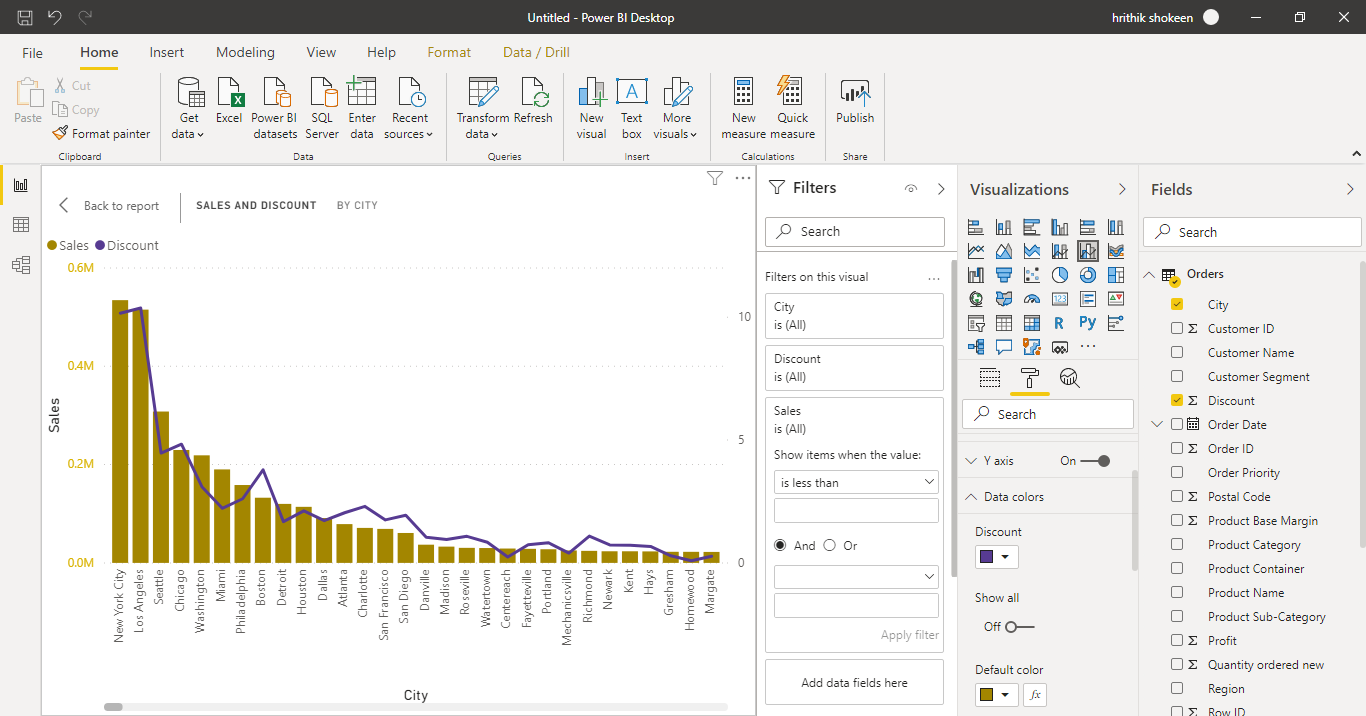 Untitled - Power BI Desktop
hrithik shokeen
File Home Insert Modeling View Help Format Data / Drill
Paste
Cut
Copy
Format painter
Clipboard
Get data
Excel
Power BI datasets
SQL Server
Enter data
Recent sources
Data
Transform data
Refresh
Queries
New visual
Text box
A
More visuals
Insert
New measure
Quick measure
Calculations
Publish
Share
Back to report
SALES AND DISCOUNT BY CITY
Sales Discount
0.6M
0.4M
0.2M
0.0M
Sales
10
5
0
New York City
Los Angeles
Seattle
Chicago
Washington
Miami
Philadelphia
Boston
Detroit
Houston
Dallas
Atlanta
Charlotte
San Francisco
San Diego
Danville
Madison
Roseville
Watertown
Centereach
Fayetteville
Portland
Mechanicsville
Richmond
Newark
Kent
Hays
Gresham
Homewood
Margate
City
Filters
Search
Filters on this visual
City
is (All)
Discount
is (All)
Sales
is (All)
Show items when the value:
is less than
And Or
Apply filter
Add data fields here
Visualizations
123
R
Py
Search
Y axis On
Data colors
Discount
Show all
Off
Default color
fx
Fields
Search
Orders
City
Σ Customer ID
Customer Name
Customer Segment
Σ Discount
Order Date
Σ Order ID
Order Priority
Σ Postal Code
Σ Product Base Margin
Product Category
Product Container
Product Name
Product Sub-Category
Σ Profit
Σ Quantity ordered new
Region
Σ Row ID